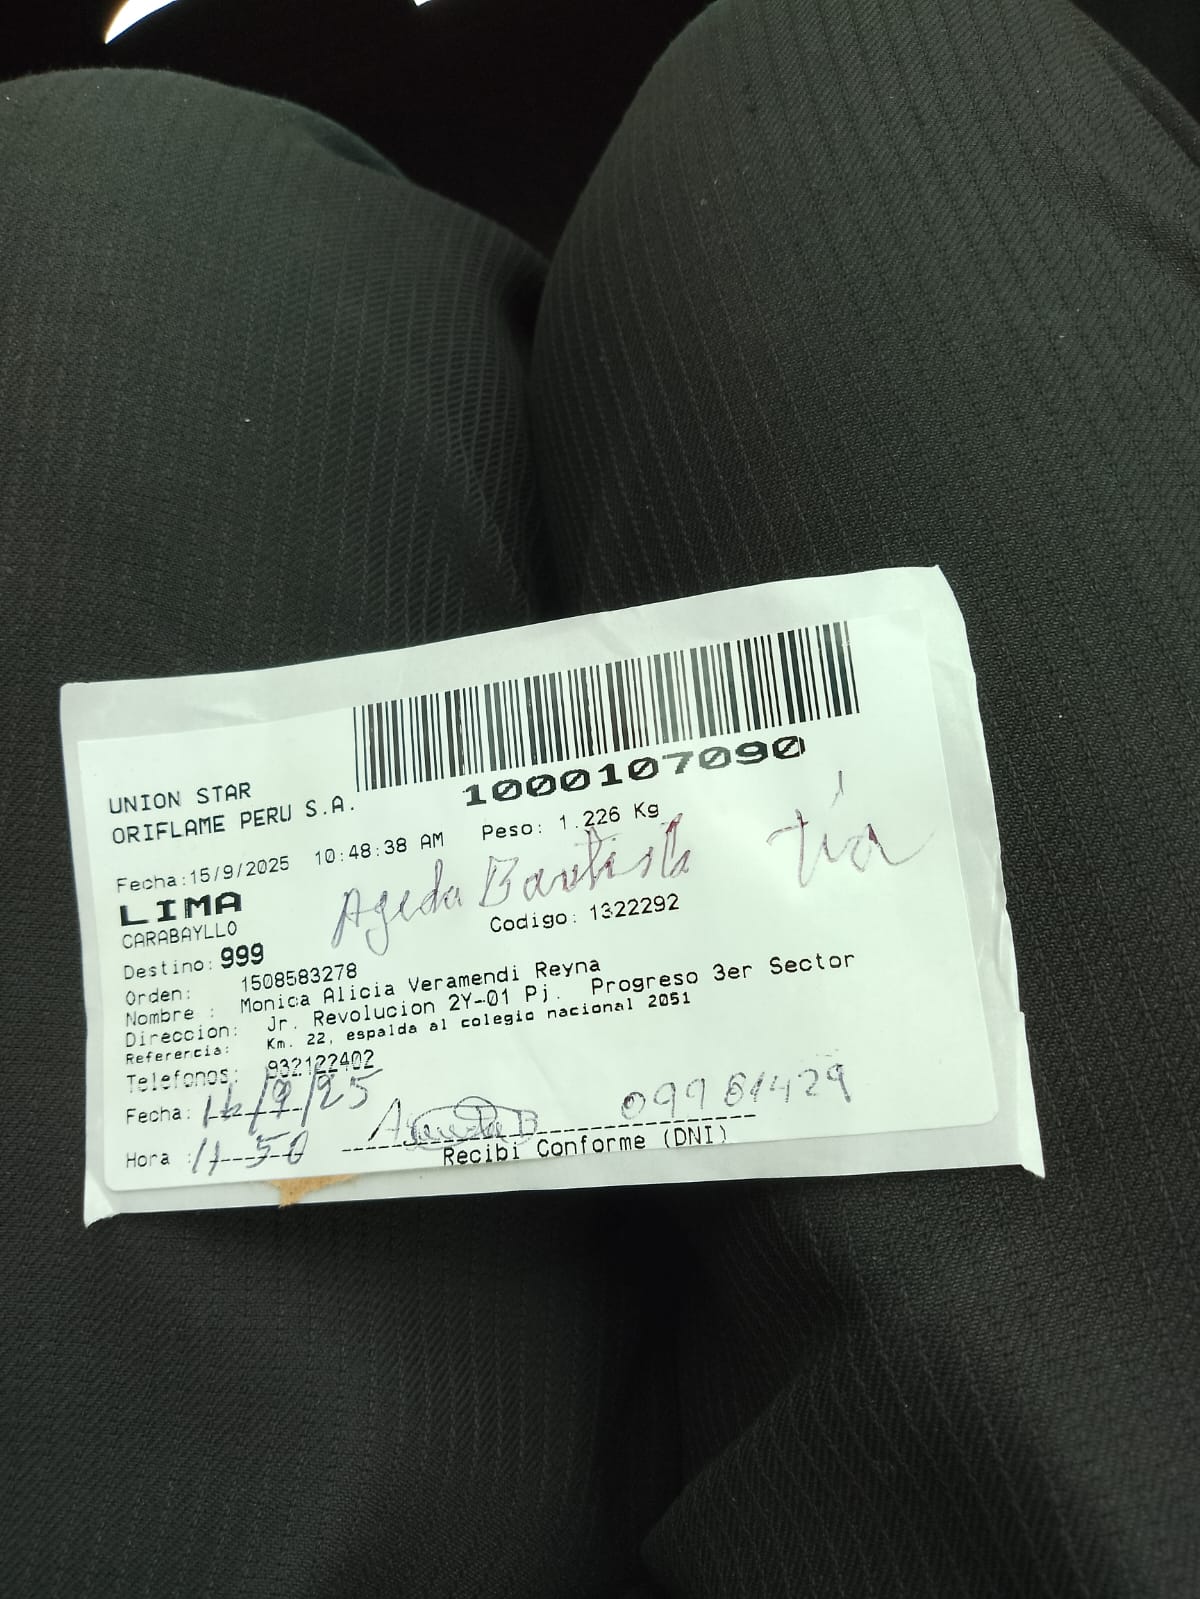 1000107090
UNION STAR
ORIFLAME PERU S.A.
Fecha:15/9/2025 10:48:38 AM Peso: 1.226 Kg
LIMA
Ageda Bautista tía
CARABAYLLO
Codigo: 1322292
Destino: 999
Orden: 1508583278
Nombre : Monica Alicia Veramendi Reyna
Direccion: Jr. Revolucion 2Y-01 Pj. Progreso 3er Sector
Referencia: Km. 22, espalda al colegio nacional 2051
Telefonos: 932122402
Fecha: 16/9/25
09981429
Hora : 11-50
Recibi Conforme (DNI)